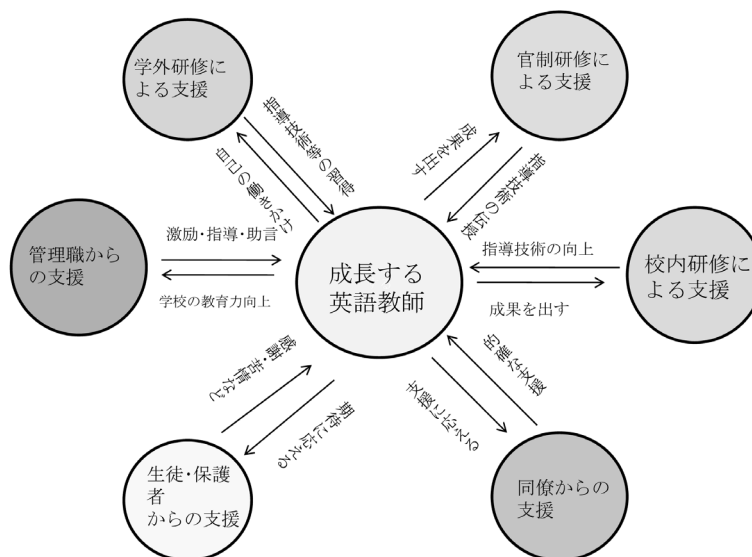 学外研修に
よる支援
官制研修に
よる支援
指導技術等の習得
自己の働きかけ
成果を出す
指導技術の伝授
管理職から
の支援
激励・指導・助言
学校の教育力向上
成長する
英語教師
指導技術の向上
成果を出す
校内研修に
よる支援
感謝・苦情など
期待に応える
的確な支援
支援に応える
生徒・保護
者
からの支援
同僚からの
支援